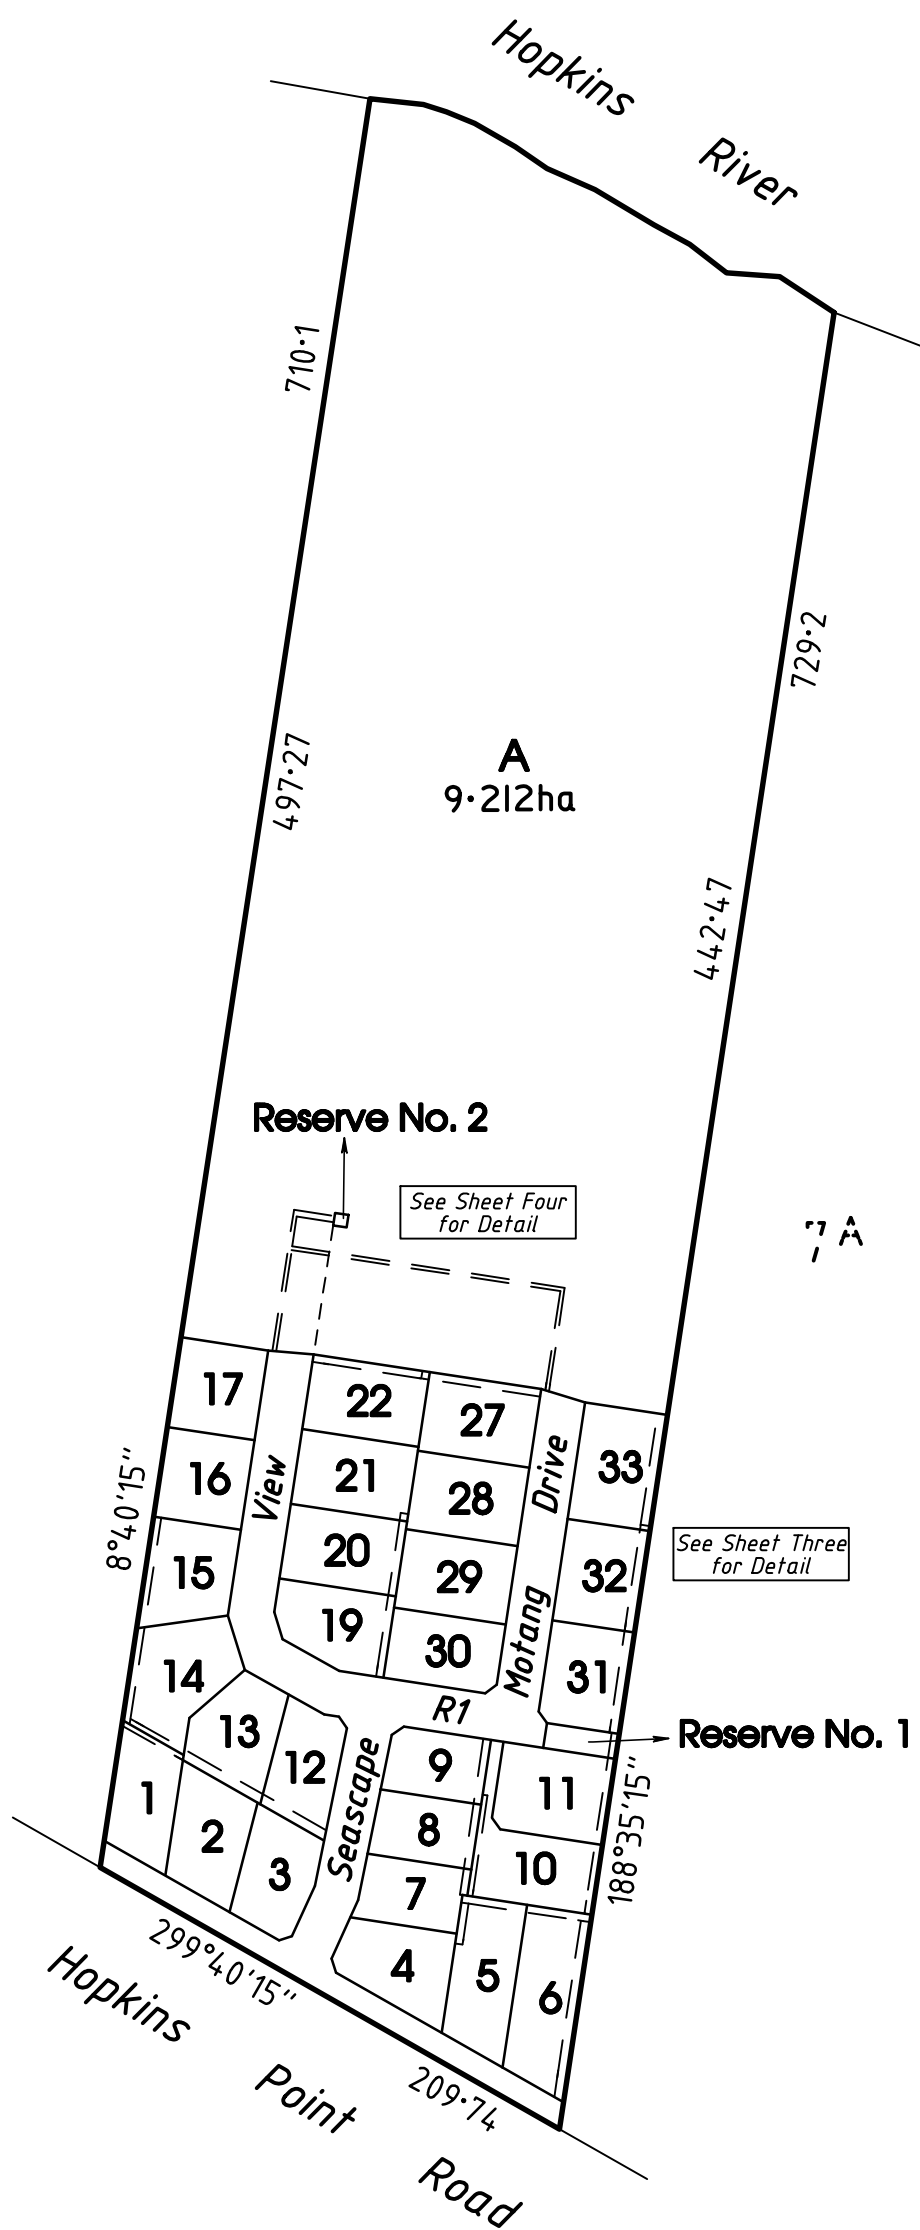 Hopkins
River
710·1
729·2
A
9·212ha
497·27
442·47
Reserve No. 2
See Sheet Four
for Detail
7 A
17
22
27
33
View
Drive
16
21
28
8°40'15"
See Sheet Three
for Detail
15
20
29
32
19
30
Motang
31
14
R1
13
12
Reserve No. 1
9
11
1
2
3
Seascape
8
10
188°35'15"
7
4
5
6
299°40'15"
209·74
Hopkins
Point
Road